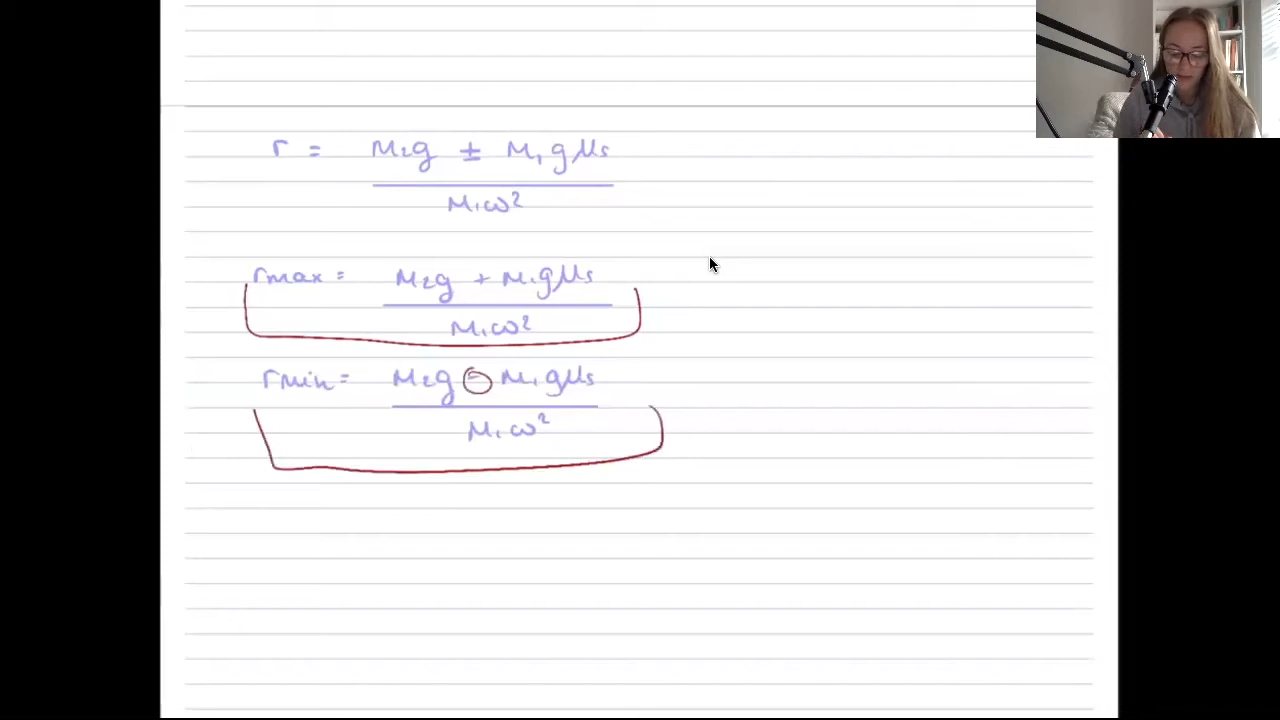 r = M₂g ± M₁gμs
M₁ω²
rmax = M₂g + M₁gμs
M₁ω²
rmin = M₂g - M₁gμs
M₁ω²